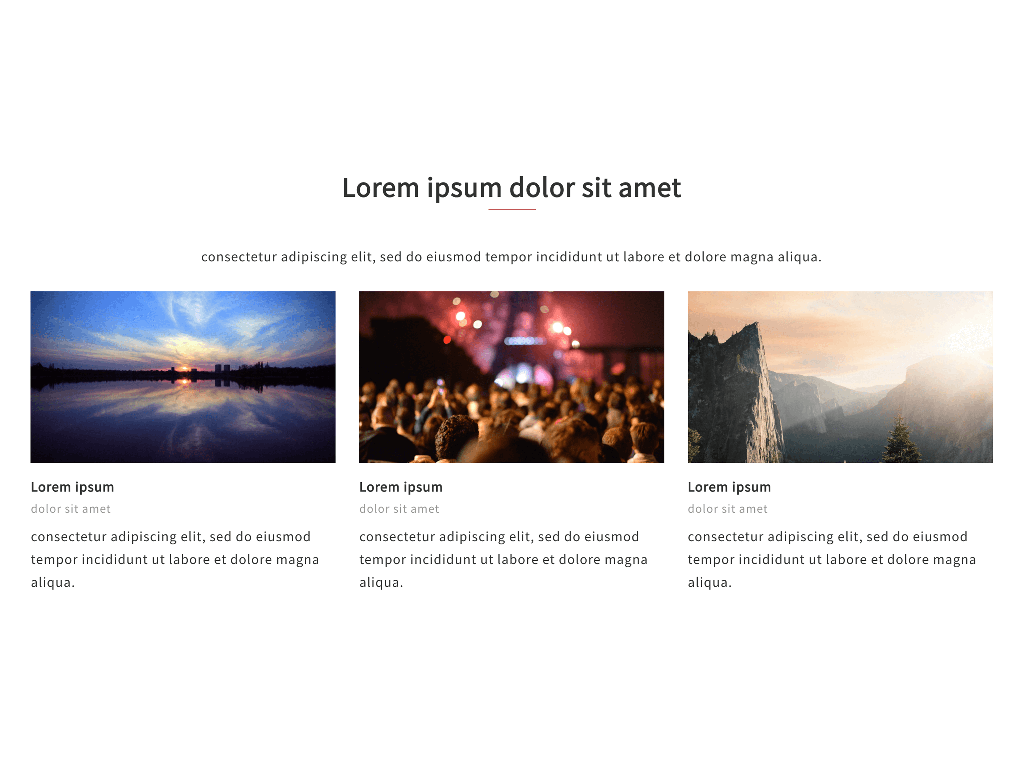 Lorem ipsum dolor sit amet
consectetur adipiscing elit, sed do eiusmod tempor incididunt ut labore et dolore magna aliqua.
Lorem ipsum
dolor sit amet
consectetur adipiscing elit, sed do eiusmod
tempor incididunt ut labore et dolore magna
aliqua.
Lorem ipsum
dolor sit amet
consectetur adipiscing elit, sed do eiusmod
tempor incididunt ut labore et dolore magna
aliqua.
Lorem ipsum
dolor sit amet
consectetur adipiscing elit, sed do eiusmod
tempor incididunt ut labore et dolore magna
aliqua.